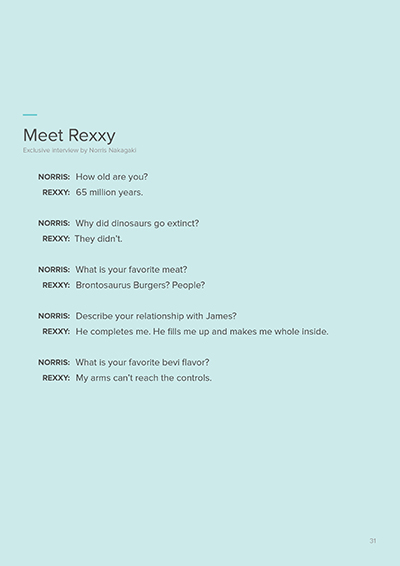 Meet Rexxy
Exclusive interview by Norris Nakagaki
NORRIS: How old are you?
REXXY: 65 million years.
NORRIS: Why did dinosaurs go extinct?
REXXY: They didn't.
NORRIS: What is your favorite meat?
REXXY: Brontosaurus Burgers? People?
NORRIS: Describe your relationship with James?
REXXY: He completes me. He fills me up and makes me whole inside.
NORRIS: What is your favorite bevi flavor?
REXXY: My arms can't reach the controls.
31